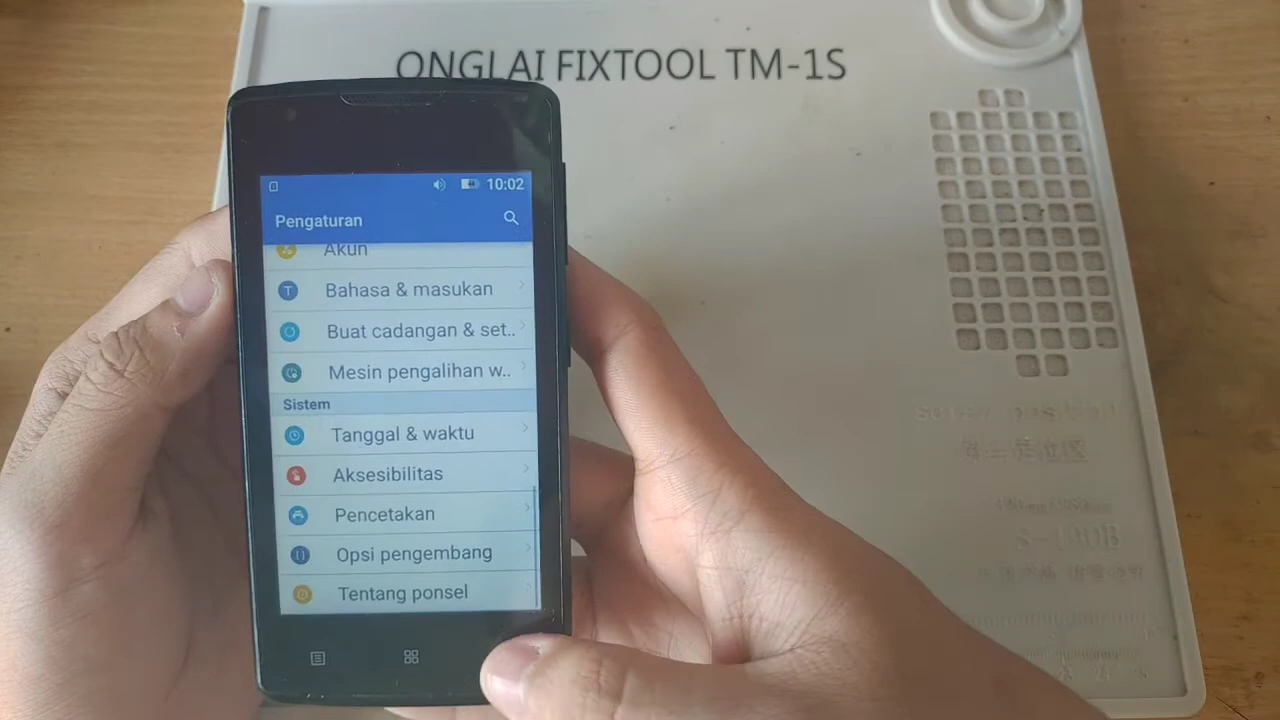 ONGLAI FIXTOOL TM-1S
10:02
Pengaturan
Akun
Bahasa & masukan
Buat cadangan & set..
Mesin pengalihan w..
Sistem
Tanggal & waktu
Aksesibilitas
Pencetakan
Opsi pengembang
Tentang ponsel